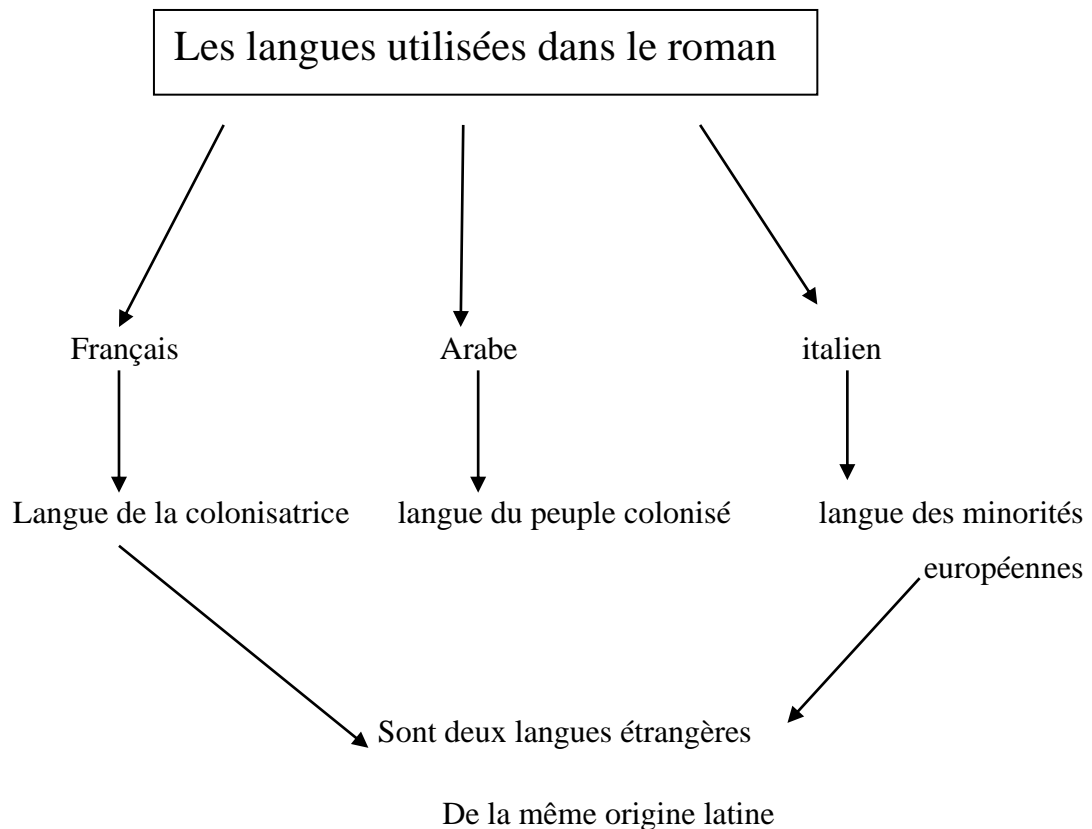 Les langues utilisées dans le roman
Français
Arabe
italien
Langue de la colonisatrice
langue du peuple colonisé
langue des minorités
européennes
Sont deux langues étrangères
De la même origine latine